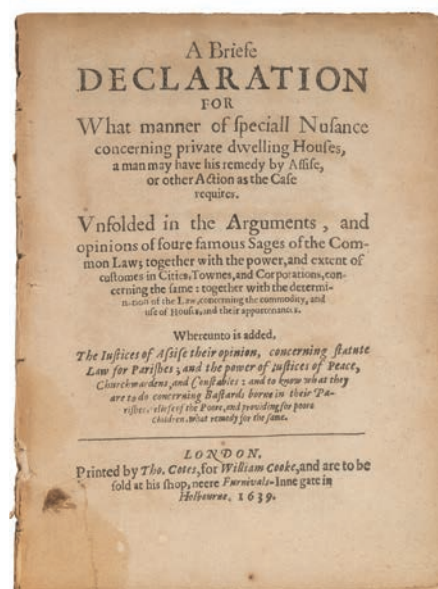 A Briefe
DECLARATION
FOR
What manner of ſpeciall Nuſance
concerning private dwelling Houſes,
a man may have his remedy by Aſſiſe,
or other Action as the Caſe
requires.
Vnfolded in the Arguments, and
opinions of foure famous Sages of the Com-
mon Law; together with the power, and extent of
cuſtomes in Cities, Townes, and Corporations, con-
cerning the ſame: together with the determi-
nation of the Law, concerning the commodity, and
uſe of Houſes, and their appurtenances.
Whereunto is added,
The Iuſtices of Aſſiſe their opinion, concerning ſtatute
Law for Pariſhes; and the power of Iuſtices of Peace,
Churchwardens, and Conſtables: and to know what they
are to do concerning Baſtards borne in their Pa-
riſhes, reliefe of the Poore, and providing for poore
Children. what remedy for the ſame.
LONDON,
Printed by Tho. Cotes, for William Cooke, and are to be
ſold at his ſhop, neere Furnivals-Inne gate in
Holbourne. 1639.